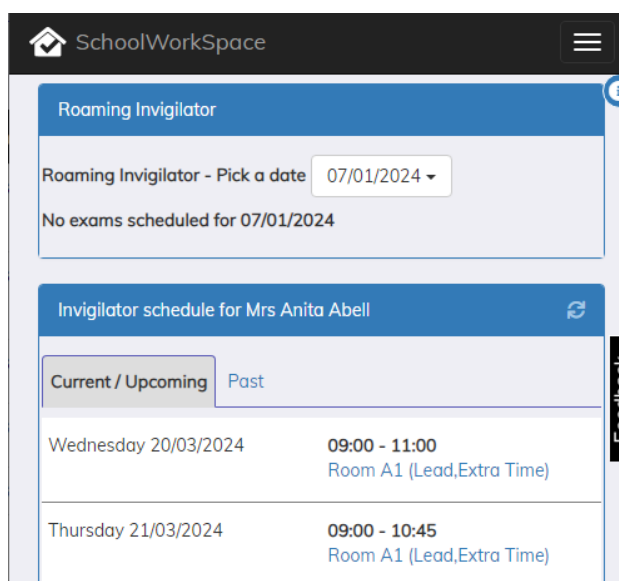 SchoolWorkSpace
Roaming Invigilator
Roaming Invigilator - Pick a date 07/01/2024
No exams scheduled for 07/01/2024
Invigilator schedule for Mrs Anita Abell
Current / Upcoming Past
Wednesday 20/03/2024 09:00 - 11:00
Room A1 (Lead,Extra Time)
Thursday 21/03/2024 09:00 - 10:45
Room A1 (Lead,Extra Time)